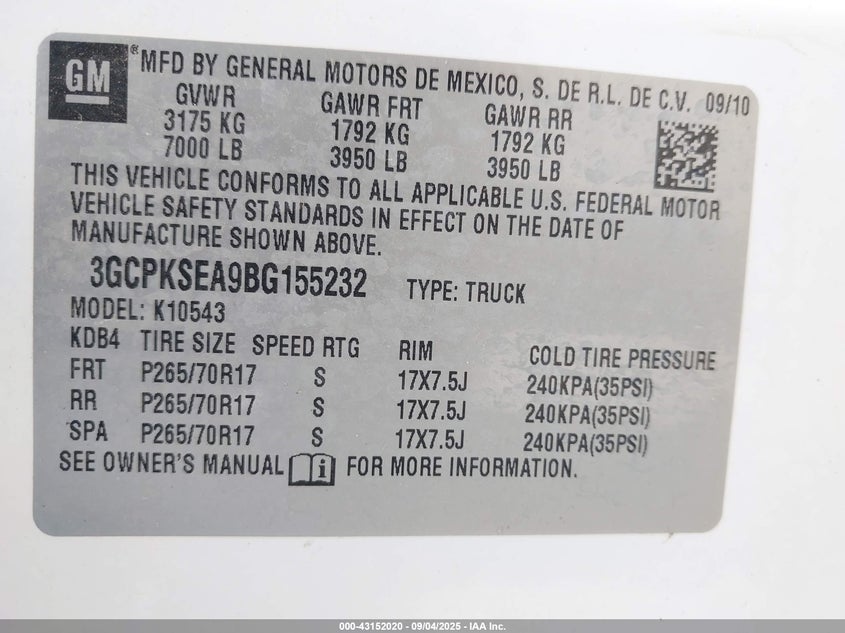 GM® MFD BY GENERAL MOTORS DE MEXICO, S. DE R.L. DE C.V. 09/10
GVWR GAWR FRT GAWR RR
3175 KG 1792 KG 1792 KG
7000 LB 3950 LB 3950 LB
THIS VEHICLE CONFORMS TO ALL APPLICABLE U.S. FEDERAL MOTOR
VEHICLE SAFETY STANDARDS IN EFFECT ON THE DATE OF
MANUFACTURE SHOWN ABOVE.
3GCPKSEA9BG155232 TYPE: TRUCK
MODEL: K10543
KDB4 TIRE SIZE SPEED RTG RIM COLD TIRE PRESSURE
FRT P265/70R17 S 17X7.5J 240KPA(35PSI)
RR P265/70R17 S 17X7.5J 240KPA(35PSI)
SPA P265/70R17 S 17X7.5J 240KPA(35PSI)
SEE OWNER'S MANUAL i FOR MORE INFORMATION.
000-43152020 - 09/04/2025 - IAA Inc.